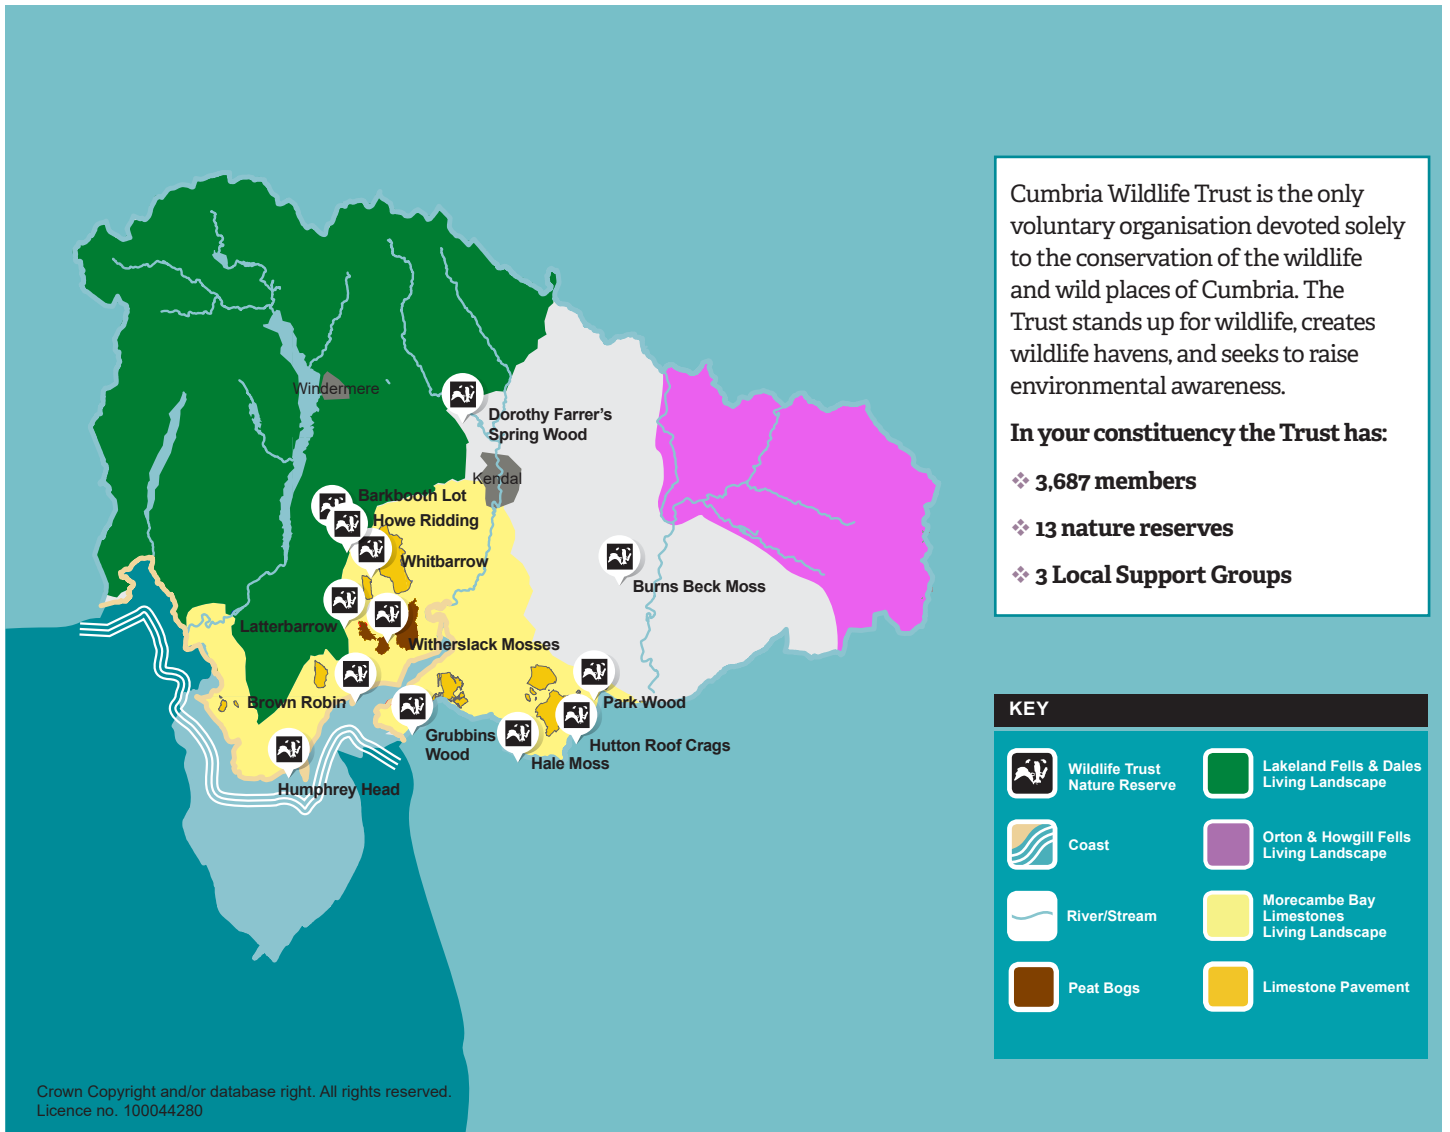 Cumbria Wildlife Trust is the only
voluntary organisation devoted solely
to the conservation of the wildlife
and wild places of Cumbria. The
Trust stands up for wildlife, creates
wildlife havens, and seeks to raise
environmental awareness.
In your constituency the Trust has:
❖ 3,687 members
❖ 13 nature reserves
❖ 3 Local Support Groups
Windermere
Dorothy Farrer's
Spring Wood
Kendal
Barkbooth Lot
Howe Ridding
Whitbarrow
Burns Beck Moss
Latterbarrow
Witherslack Mosses
Brown Robin
Park Wood
Grubbins
Wood
Hutton Roof Crags
Hale Moss
Humphrey Head
KEY
Wildlife Trust
Nature Reserve
Lakeland Fells & Dales
Living Landscape
Coast
Orton & Howgill Fells
Living Landscape
River/Stream
Morecambe Bay
Limestones
Living Landscape
Peat Bogs
Limestone Pavement
Crown Copyright and/or database right. All rights reserved.
Licence no. 100044280